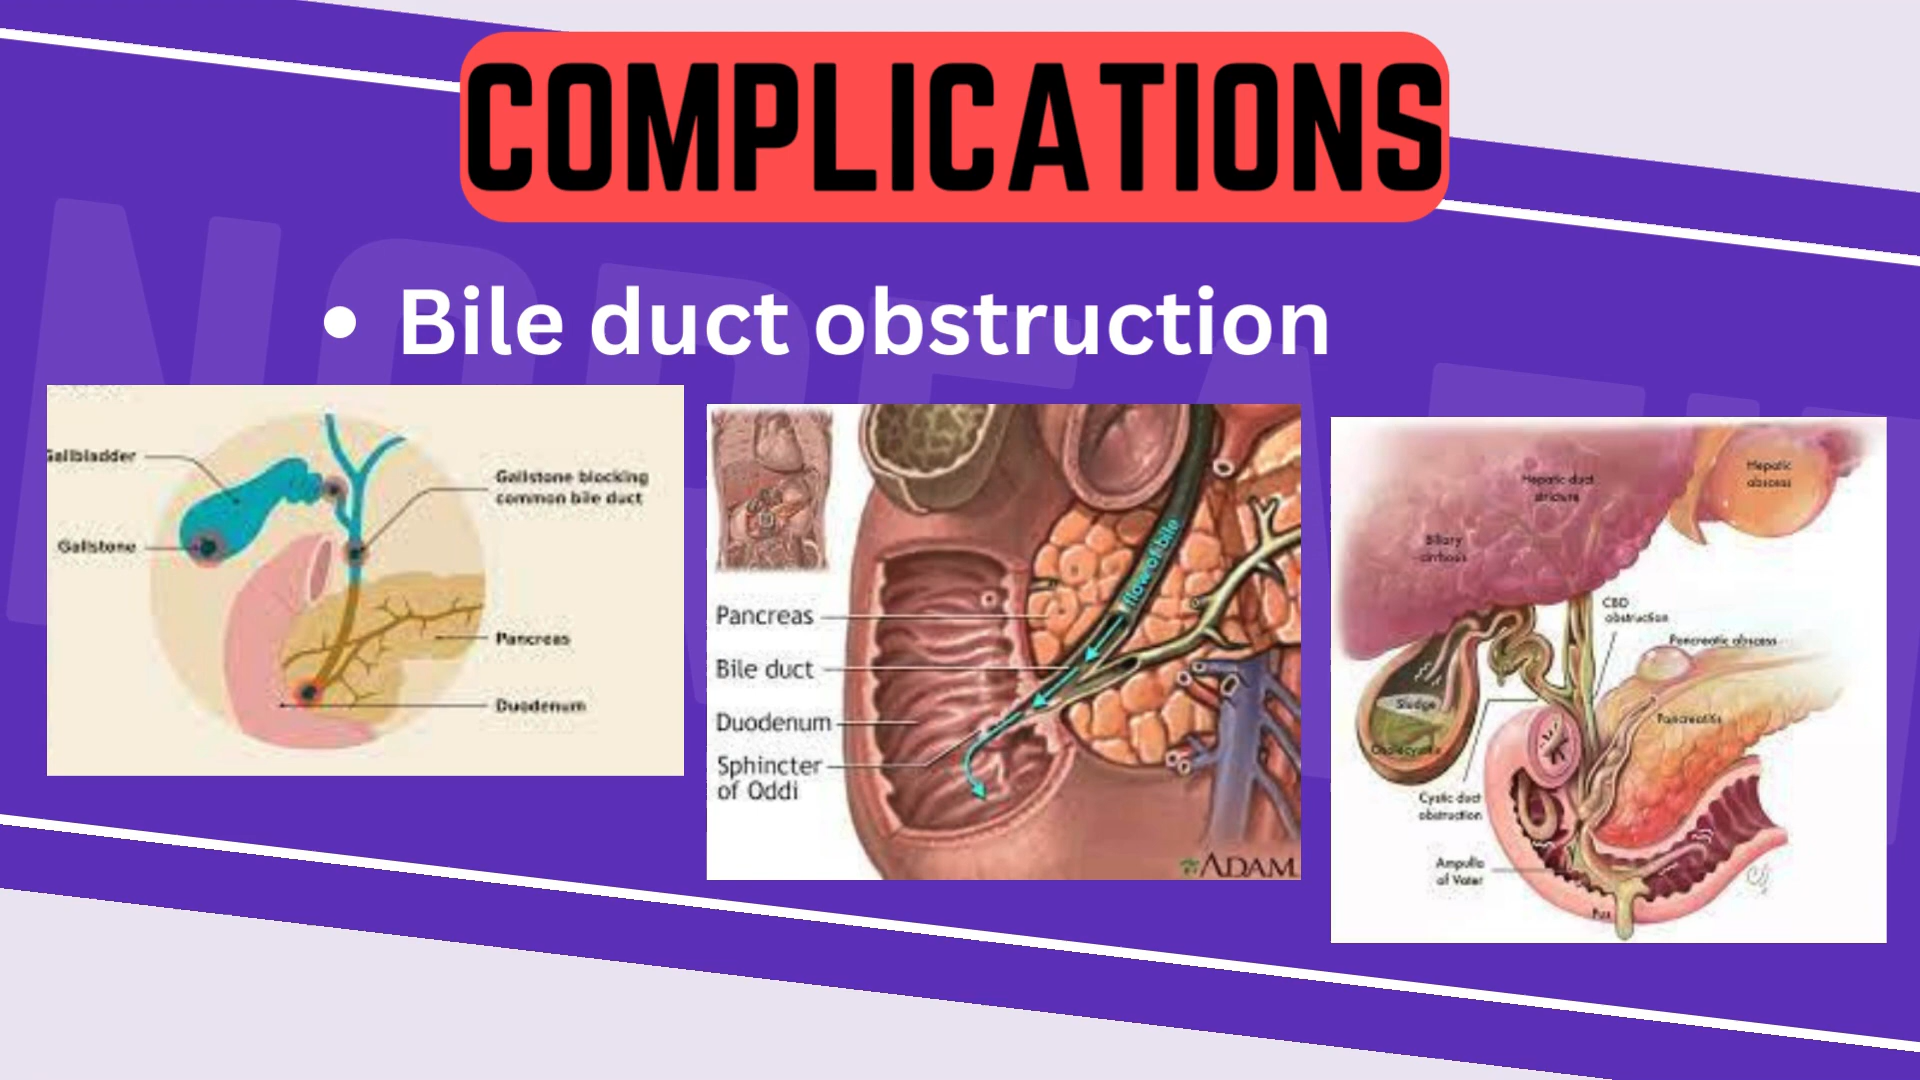 COMPLICATIONS
• Bile duct obstruction
Gallbladder
Gallstone
Gallstone blocking
common bile duct
Pancreas
Duodenum
flow of bile
Pancreas
Bile duct
Duodenum
Sphincter
of Oddi
ADAM
Hepatic duct
stricture
Hepatic
abscess
Biliary
cirrhosis
CBD
obstruction
Pancreatic abscess
Sludge
Pancreatitis
Cystic duct
obstruction
Ampulla
of Vater
Pus